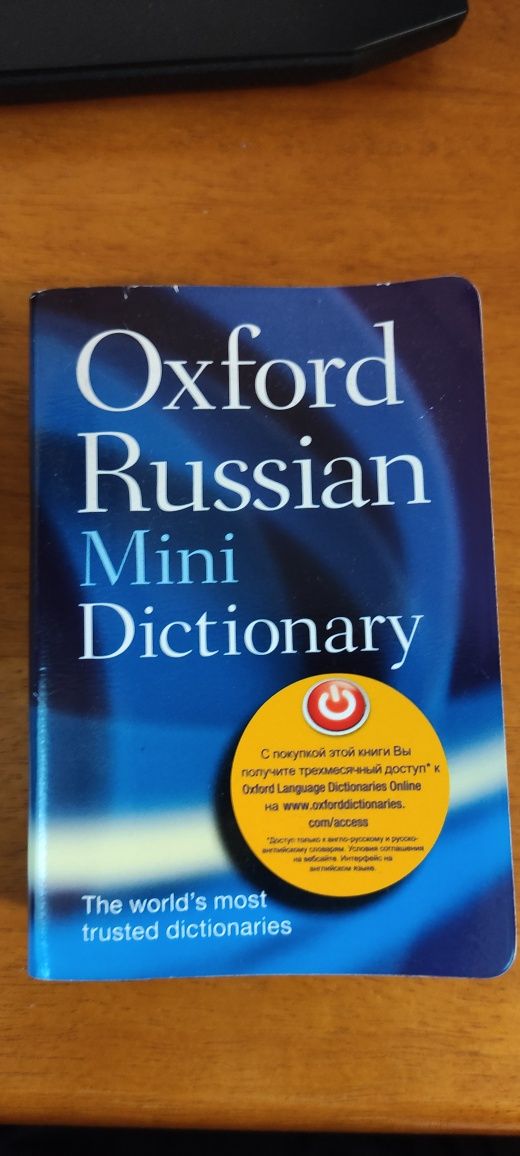 Oxford
Russian
Mini
Dictionary
С покупкой этой книги Вы
получите трехмесячный доступ* к
Oxford Language Dictionaries Online
на www.oxforddictionaries.
com/access
*Доступ только к англо-русскому и русско-
английскому словарям. Условия соглашения
на вебсайте. Интерфейс на
английском языке.
The world's most
trusted dictionaries